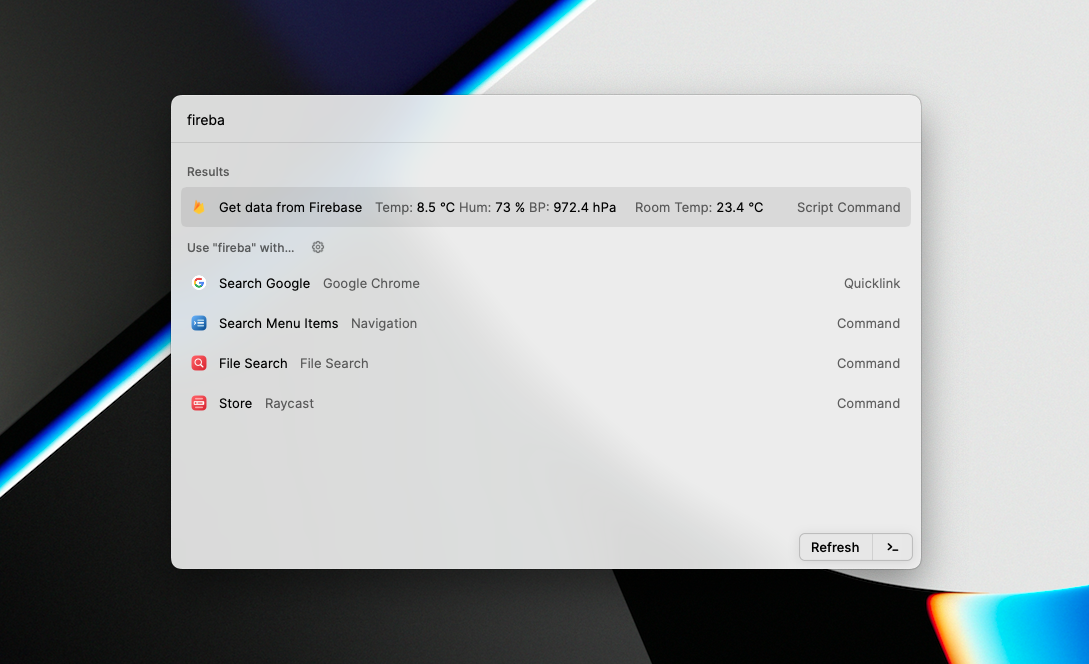 fireba
Results
Get data from Firebase Temp: 8.5 °C Hum: 73 % BP: 972.4 hPa Room Temp: 23.4 °C Script Command
Use "fireba" with...
Search Google Google Chrome Quicklink
Search Menu Items Navigation Command
File Search File Search Command
Store Raycast Command
Refresh >_